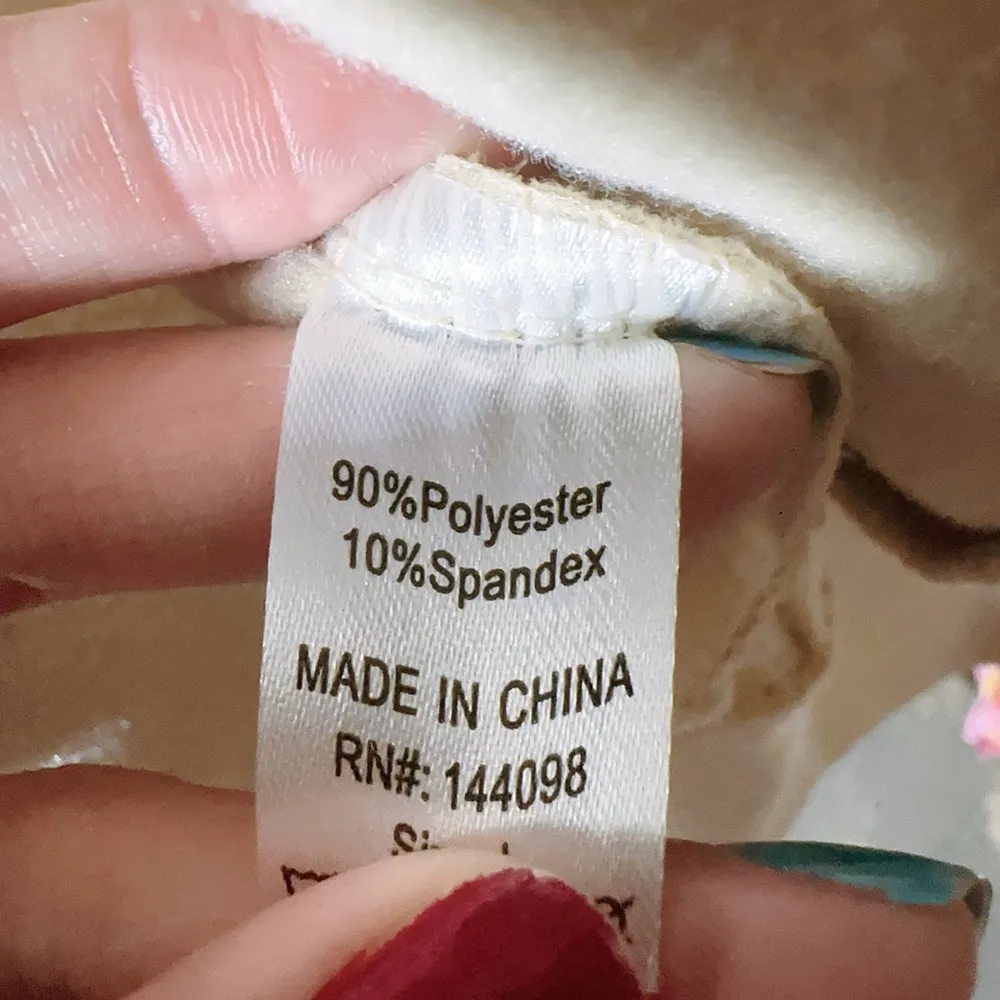 90%Polyester
10%Spandex
MADE IN CHINA
RN#: 144098